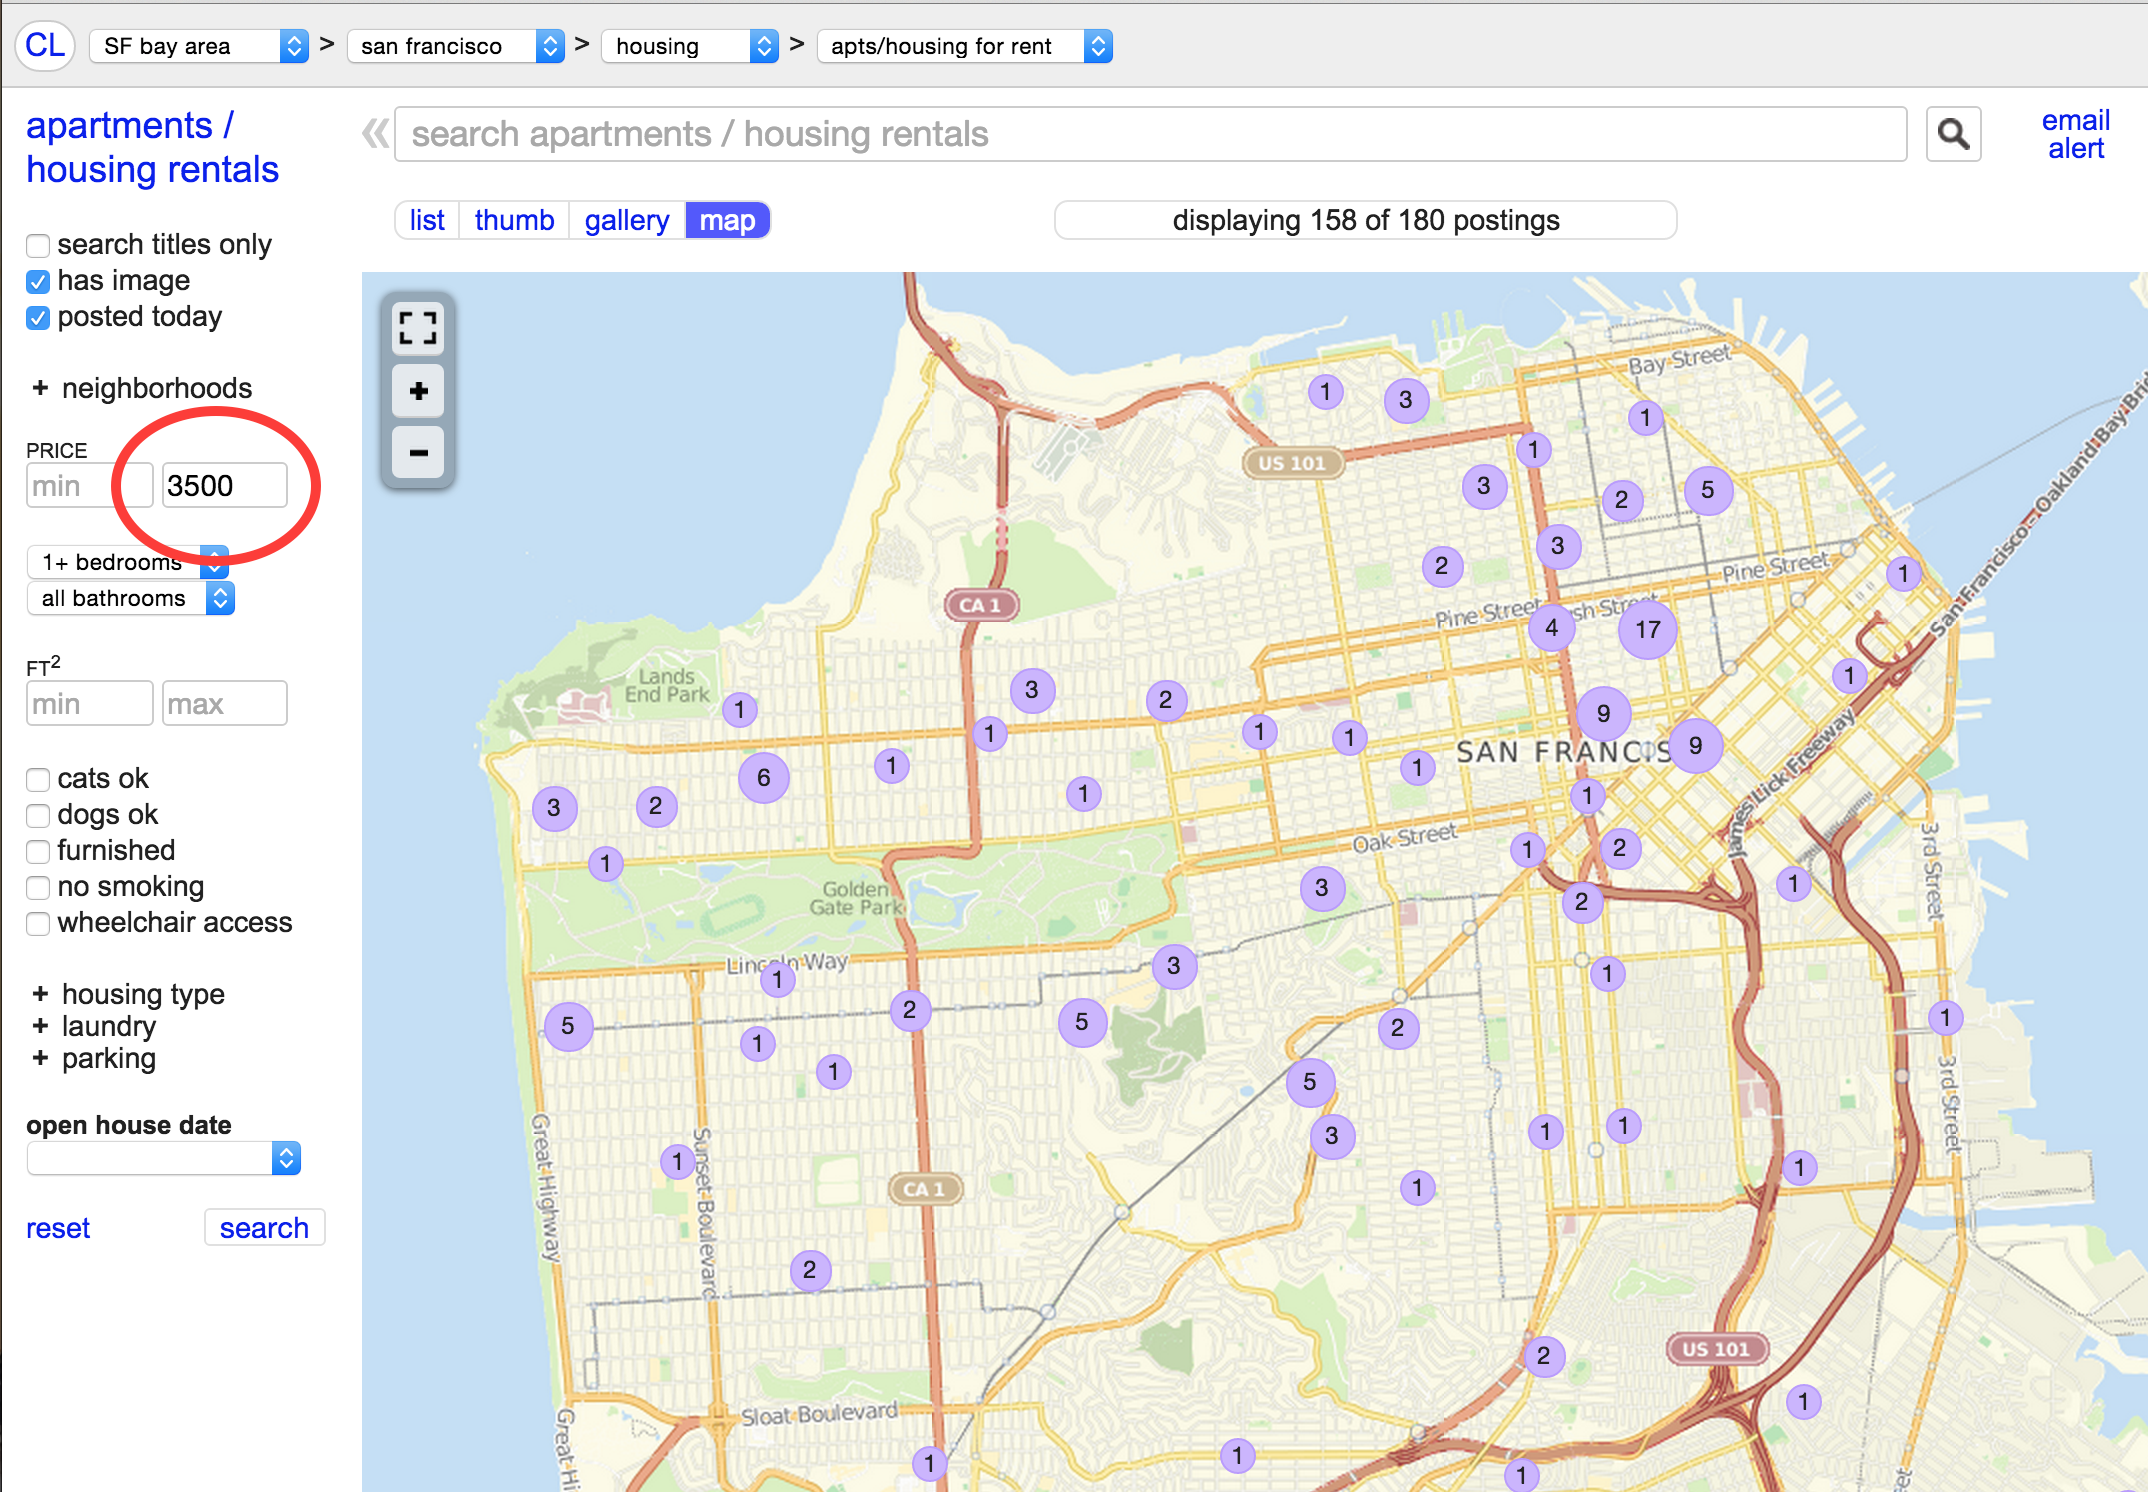 CL SF bay area > san francisco > housing > apts/housing for rent
apartments /
housing rentals
« search apartments / housing rentals
email
alert
list thumb gallery map
displaying 158 of 180 postings
search titles only
has image
posted today
+ neighborhoods
PRICE
min 3500
1+ bedrooms
all bathrooms
FT2
min max
cats ok
dogs ok
furnished
no smoking
wheelchair access
+ housing type
+ laundry
+ parking
open house date
reset search
+
−
Bay Street
1
3
1
1
US 101
3
2
5
3
2
Pine Street
1
CA 1
Pine Street
sh Street
4
17
Lands
End Park
1
3
2
1
1
9
1
1
1
SAN FRANCIS
9
1
6
1
1
3
2
1
James Lick Freeway
San Francisco - Oakland Bay Bri
Oak Street
1
2
1
3rd Street
1
Golden
Gate Park
3
2
Lincoln Way
1
3
1
5
2
5
2
1
1
1
5
3rd Street
3
1
1
1
1
1
Great Highway
Sunset Boulevard
CA 1
2
2
US 101
1
Sloat Boulevard
Great Hi
1
1
1
eet